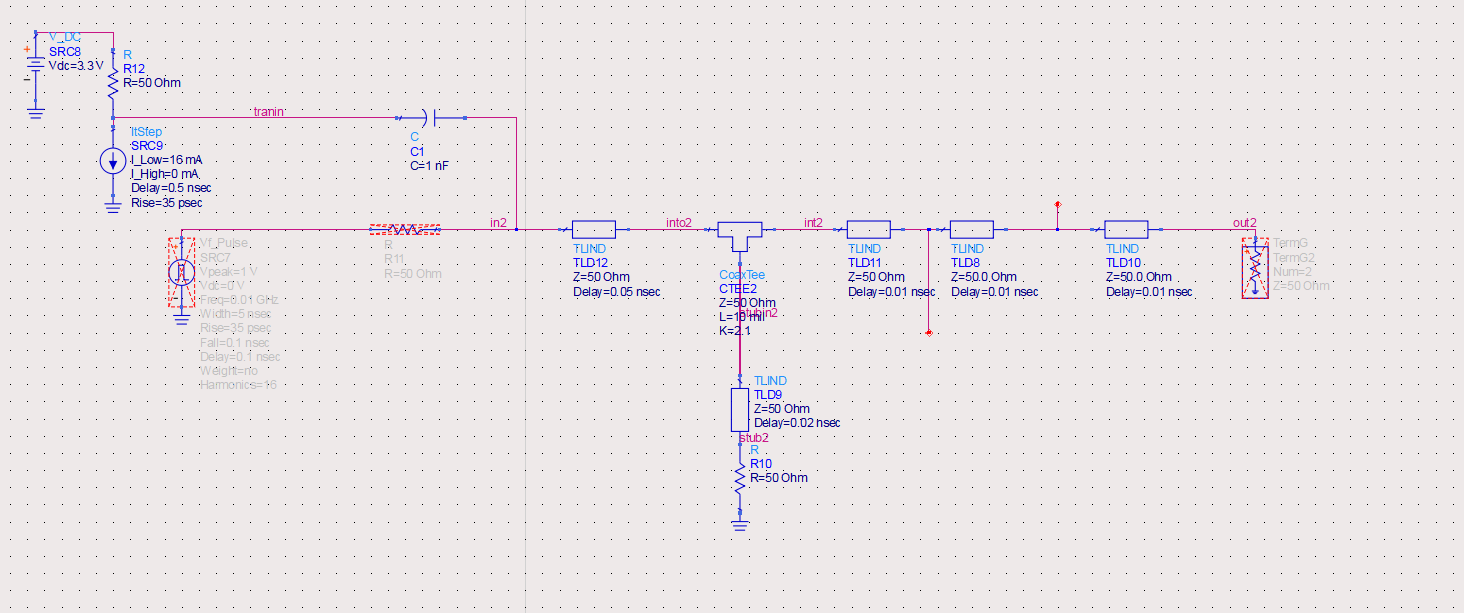 V_DC
SRC8
Vdc=3.3 V
R
R12
R=50 Ohm
tranin
ItStep
SRC9
I_Low=16 mA
I_High=0 mA
Delay=0.5 nsec
Rise=35 psec
C
C1
C=1 nF
in2
Vf_Pulse
SRC7
Vpeak=1 V
Vdc=0 V
Freq=0.01 GHz
Width=5 nsec
Rise=35 psec
Fall=0.1 nsec
Delay=0.1 nsec
Weight=no
Harmonics=16
R
R11
R=50 Ohm
TLIND
TLD12
Z=50 Ohm
Delay=0.05 nsec
into2
CoaxTee
CTEE2
Z=50 Ohm
L=10 mil
K=2.1
stubin2
int2
TLIND
TLD11
Z=50 Ohm
Delay=0.01 nsec
TLIND
TLD8
Z=50.0 Ohm
Delay=0.01 nsec
TLIND
TLD10
Z=50.0 Ohm
Delay=0.01 nsec
out2
TermG
TermG2
Num=2
Z=50 Ohm
TLIND
TLD9
Z=50 Ohm
Delay=0.02 nsec
stub2
R
R10
R=50 Ohm